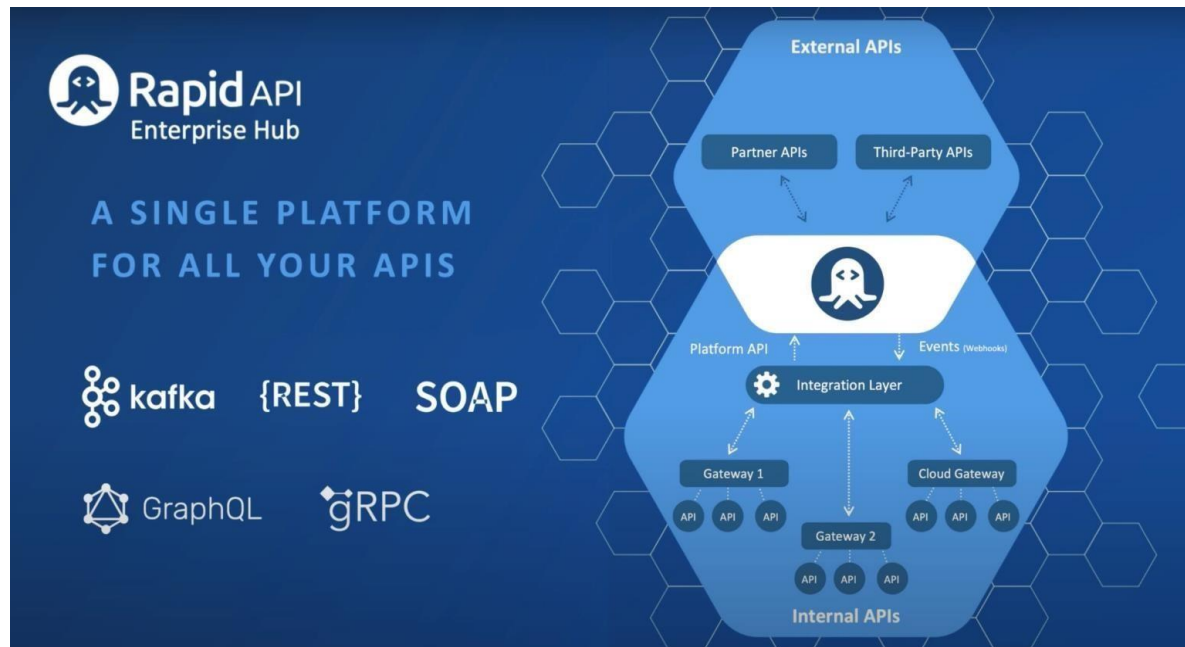 Rapid API
Enterprise Hub
A SINGLE PLATFORM
FOR ALL YOUR APIS
kafka
{REST}
SOAP
GraphQL
gRPC
External APIs
Partner APIs
Third-Party APIs
Platform API
Events (Webhooks)
Integration Layer
Gateway 1
Cloud Gateway
API API API
API API API
Gateway 2
API API API
Internal APIs